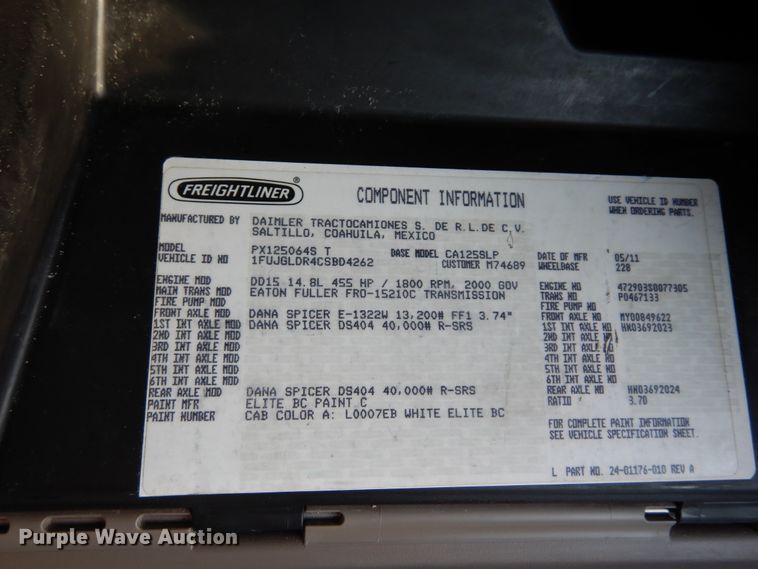 FREIGHTLINER ®
COMPONENT INFORMATION
USE VEHICLE ID NUMBER
WHEN ORDERING PARTS.
MANUFACTURED BY DAIMLER TRACTOCAMIONES S. DE R.L.DE C.V.
SALTILLO, COAHUILA, MEXICO
MODEL PX125064S T BASE MODEL CA125SLP DATE OF MFR 05/11
VEHICLE ID NO 1FUJGLDR4CSBD4262 CUSTOMER M74689 WHEELBASE 228
ENGINE MOD DD15 14.8L 455 HP / 1800 RPM, 2000 GOV ENGINE NO 472903S0077305
MAIN TRANS MOD EATON FULLER FRO-15210C TRANSMISSION TRANS NO P0467133
FIRE PUMP MOD FIRE PUMP NO
FRONT AXLE MOD DANA SPICER E-1322W 13,200# FF1 3.74" FRONT AXLE NO MY00849622
1ST INT AXLE MOD DANA SPICER DS404 40,000# R-SRS 1ST INT AXLE NO HN03692023
2ND INT AXLE MOD 2ND INT AXLE NO
3RD INT AXLE MOD 3RD INT AXLE NO
4TH INT AXLE MOD 4TH INT AXLE NO
5TH INT AXLE MOD 5TH INT AXLE NO
6TH INT AXLE MOD 6TH INT AXLE NO
REAR AXLE MOD DANA SPICER DS404 40,000# R-SRS REAR AXLE NO HN03692024
PAINT MFR ELITE BC PAINT C RATIO 3.70
PAINT NUMBER CAB COLOR A: L0007EB WHITE ELITE BC
FOR COMPLETE PAINT INFORMATION
SEE VEHICLE SPECIFICATION SHEET.
L PART NO. 24-01176-010 REV A
Purple Wave Auction